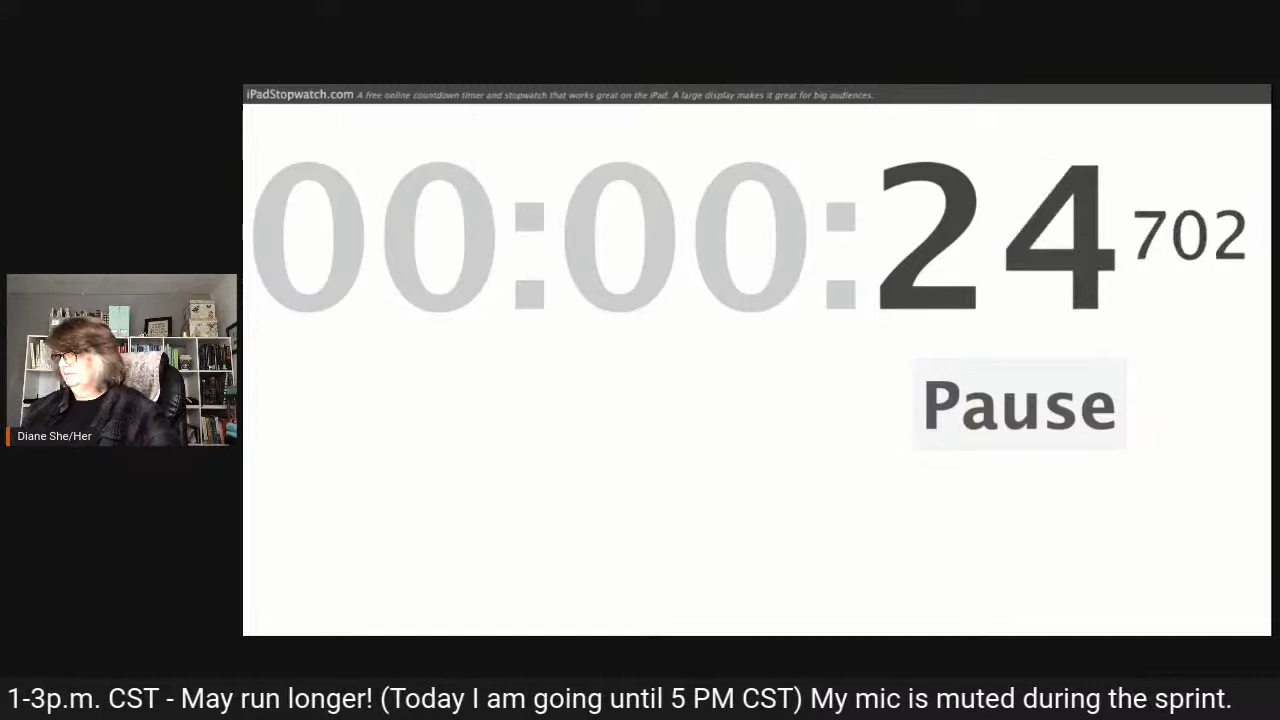 iPadStopwatch.com A free online countdown timer and stopwatch that works great on the iPad. A large display makes it great for big audiences.
00:00:24 702
Pause
Diane She/Her
1-3p.m. CST - May run longer! (Today I am going until 5 PM CST) My mic is muted during the sprint.